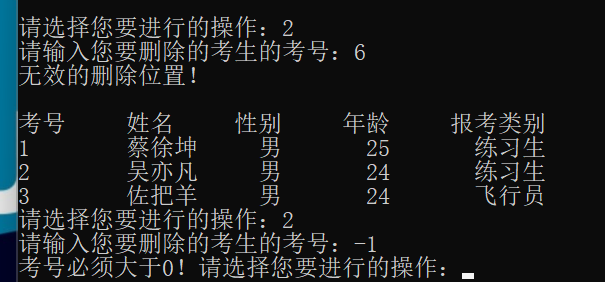 请选择您要进行的操作：2
请输入您要删除的考生的考号：6
无效的删除位置！
考号 姓名 性别 年龄 报考类别
1 蔡徐坤 男 25 练习生
2 吴亦凡 男 24 练习生
3 佐把羊 男 24 飞行员
请选择您要进行的操作：2
请输入您要删除的考生的考号：-1
考号必须大于0！请选择您要进行的操作：